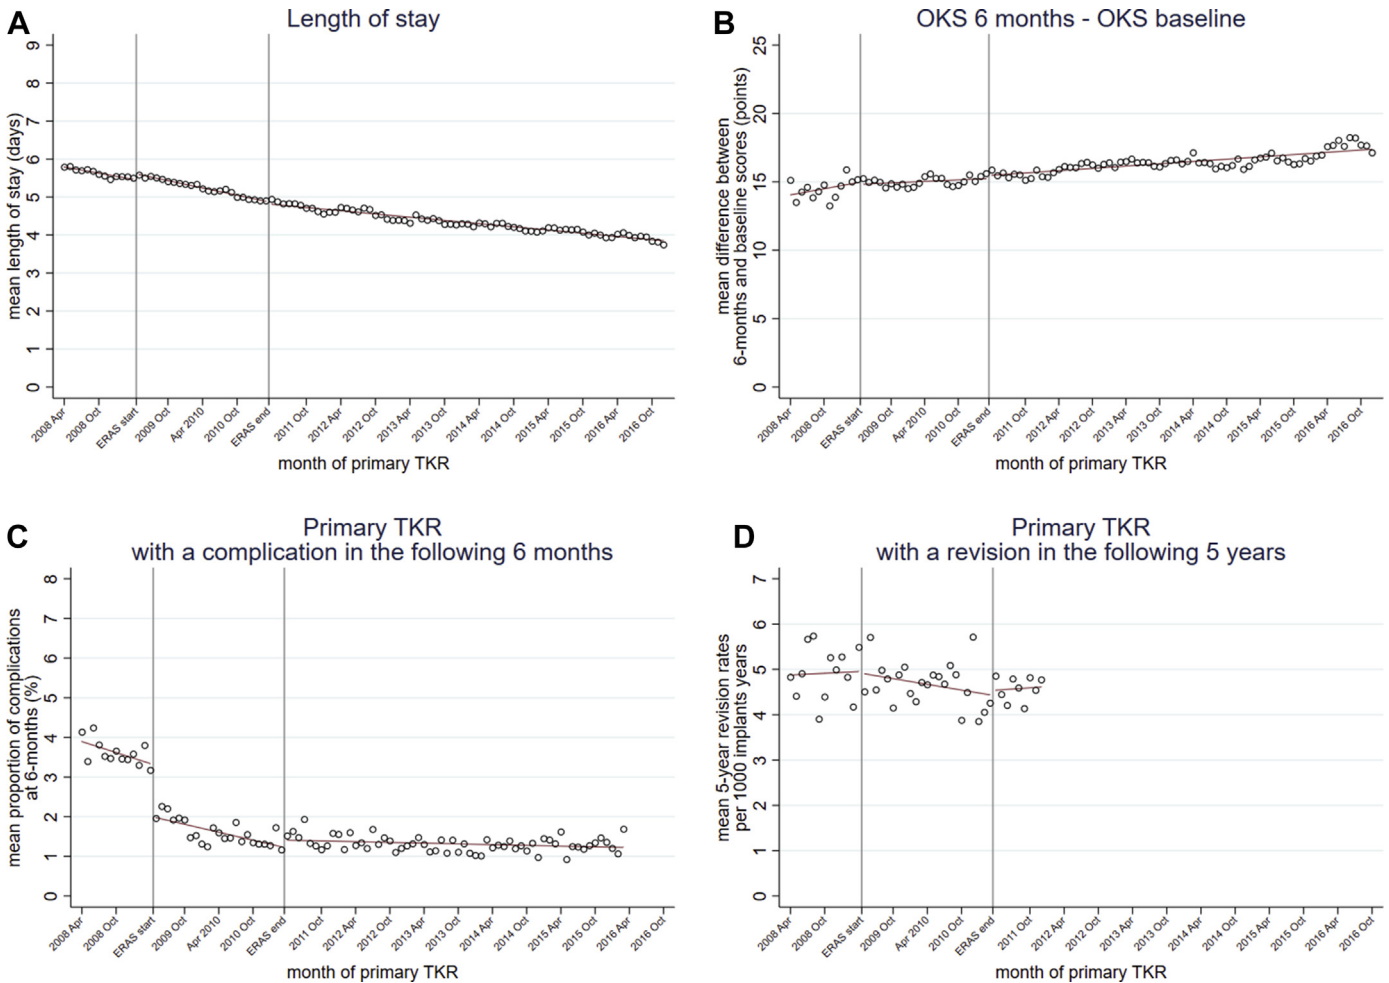 A
Length of stay
mean length of stay (days)
9
8
7
6
5
4
3
2
1
0
2008 Apr
2008 Oct
ERAS start
2009 Oct
Apr 2010
2010 Oct
ERAS end
2011 Oct
2012 Apr
2012 Oct
2013 Apr
2013 Oct
2014 Apr
2014 Oct
2015 Apr
2015 Oct
2016 Apr
2016 Oct
month of primary TKR
B
OKS 6 months - OKS baseline
mean difference between
6-months and baseline scores (points)
25
20
15
10
5
0
2008 Apr
2008 Oct
ERAS start
2009 Oct
Apr 2010
2010 Oct
ERAS end
2011 Oct
2012 Apr
2012 Oct
2013 Apr
2013 Oct
2014 Apr
2014 Oct
2015 Apr
2015 Oct
2016 Apr
2016 Oct
month of primary TKR
C
Primary TKR
with a complication in the following 6 months
mean proportion of complications
at 6-months (%)
8
7
6
5
4
3
2
1
0
2008 Apr
2008 Oct
ERAS start
2009 Oct
Apr 2010
2010 Oct
ERAS end
2011 Oct
2012 Apr
2012 Oct
2013 Apr
2013 Oct
2014 Apr
2014 Oct
2015 Apr
2015 Oct
2016 Apr
2016 Oct
month of primary TKR
D
Primary TKR
with a revision in the following 5 years
mean 5-year revision rates
per 1000 implants years
7
6
5
4
3
2
1
0
2008 Apr
2008 Oct
ERAS start
2009 Oct
Apr 2010
2010 Oct
ERAS end
2011 Oct
2012 Apr
2012 Oct
2013 Apr
2013 Oct
2014 Apr
2014 Oct
2015 Apr
2015 Oct
2016 Apr
2016 Oct
month of primary TKR